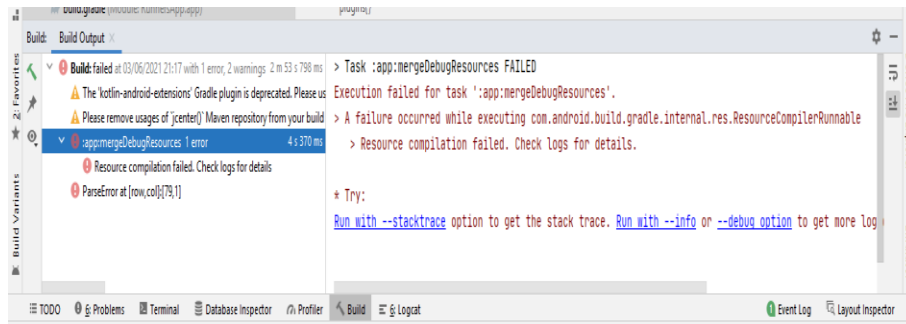 build.gradle (Module: RunnersApp.app)
plugins{}
Build:
Build Output ×
Build: failed at 03/06/2021 21:17 with 1 error, 2 warnings 2 m 53 s 798 ms
The 'kotlin-android-extensions' Gradle plugin is deprecated. Please us
Please remove usages of `jcenter()` Maven repository from your build
:app:mergeDebugResources 1 error 4 s 370 ms
Resource compilation failed. Check logs for details
ParseError at [row,col]:[79,1]
> Task :app:mergeDebugResources FAILED
Execution failed for task ':app:mergeDebugResources'.
> A failure occurred while executing com.android.build.gradle.internal.res.ResourceCompilerRunnable
> Resource compilation failed. Check logs for details.
* Try:
Run with --stacktrace option to get the stack trace. Run with --info or --debug option to get more log
2: Favorites
Build Variants
TODO
6: Problems
Terminal
Database Inspector
Profiler
Build
6: Logcat
1 Event Log
Layout Inspector